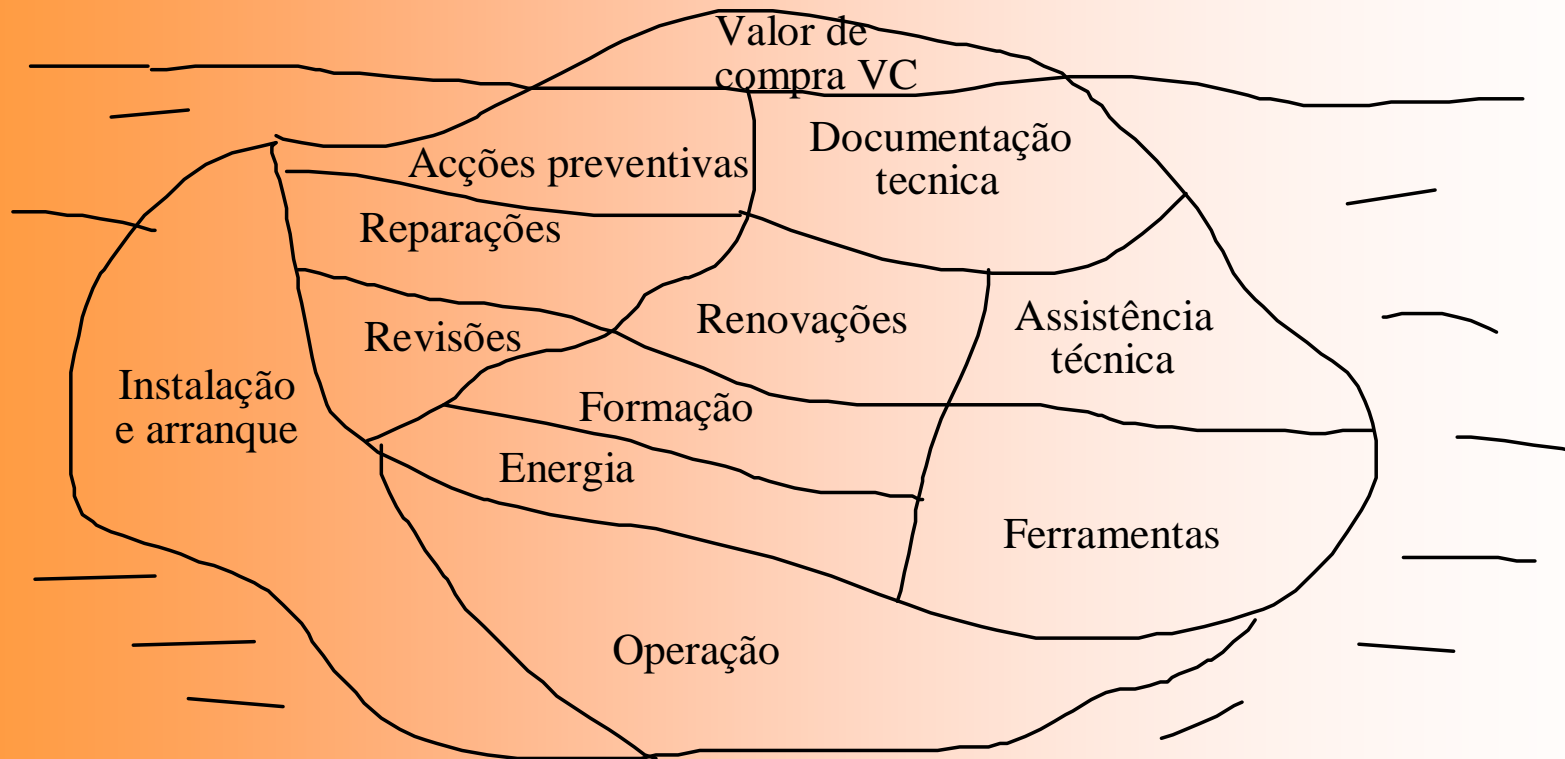 Valor de
compra VC
Documentação
tecnica
Acções preventivas
Reparações
Renovações
Assistência
técnica
Revisões
Instalação
e arranque
Formação
Energia
Ferramentas
Operação